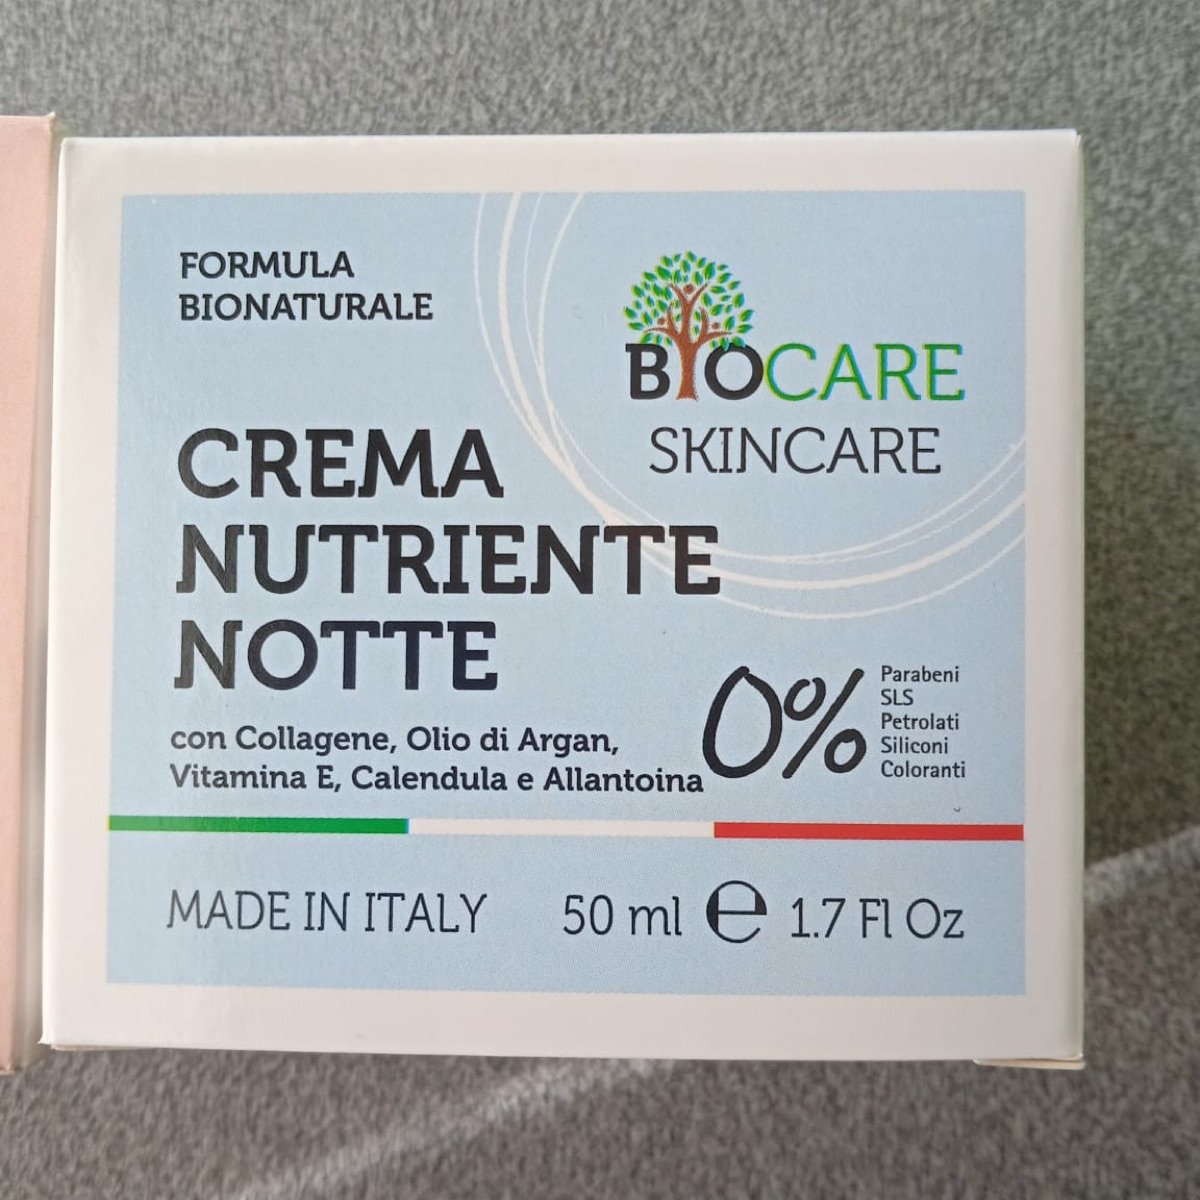 FORMULA
BIONATURALE
BIOCARE
SKINCARE
CREMA
NUTRIENTE
NOTTE
con Collagene, Olio di Argan,
Vitamina E, Calendula e Allantoina
0%
Parabeni
SLS
Petrolati
Siliconi
Coloranti
MADE IN ITALY
50 ml ℮ 1.7 Fl Oz